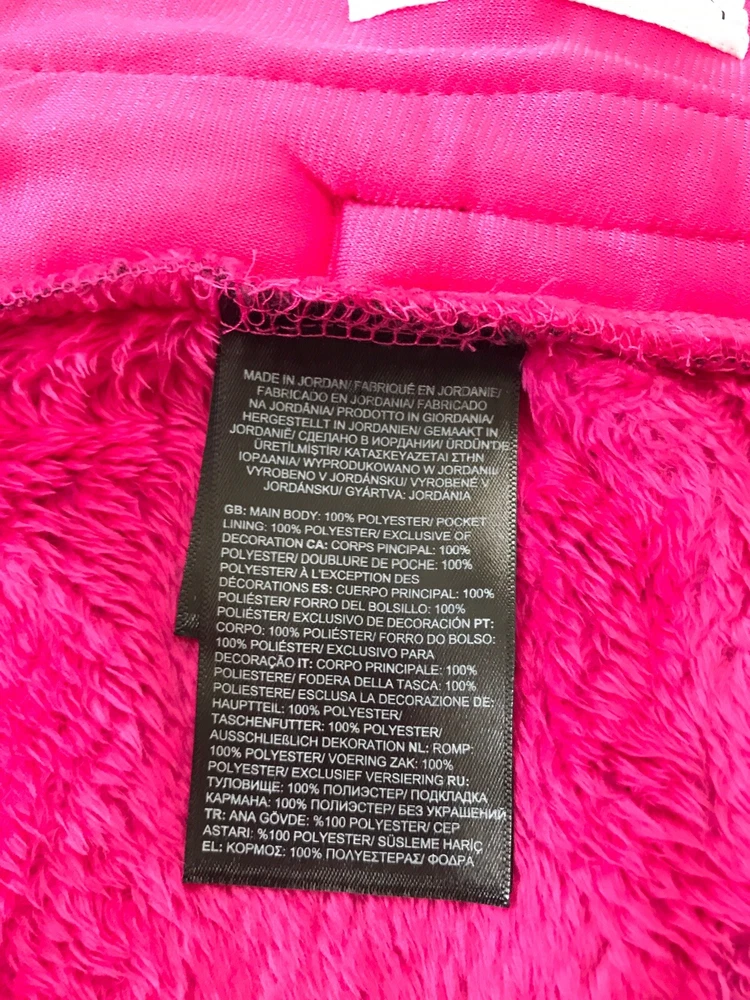 MADE IN JORDAN/ FABRIQUÉ EN JORDANIE/
FABRICADO EN JORDANIA/ FABRICADO
NA JORDÂNIA/ PRODOTTO IN GIORDANIA/
HERGESTELLT IN JORDANIEN/ GEMAAKT IN
JORDANIË/ СДЕЛАНО В ИОРДАНИИ/ ÜRDÜN'DE
ÜRETİLMİŞTİR/ ΚΑΤΑΣΚΕΥΑΖΕΤΑΙ ΣΤΗΝ
ΙΟΡΔΑΝΙΑ/ WYPRODUKOWANO W JORDANII/
VYROBENO V JORDÁNSKU/ VYROBENÉ V
JORDÁNSKU/ GYÁRTVA: JORDÁNIA
GB: MAIN BODY: 100% POLYESTER/ POCKET
LINING: 100% POLYESTER/ EXCLUSIVE OF
DECORATION CA: CORPS PINCIPAL: 100%
POLYESTER/ DOUBLURE DE POCHE: 100%
POLYESTER/ À L'EXCEPTION DES
DÉCORATIONS ES: CUERPO PRINCIPAL: 100%
POLIÉSTER/ FORRO DEL BOLSILLO: 100%
POLIÉSTER/ EXCLUSIVO DE DECORACIÓN PT:
CORPO: 100% POLIÉSTER/ FORRO DO BOLSO:
100% POLIÉSTER/ EXCLUSIVO PARA
DECORAÇÃO IT: CORPO PRINCIPALE: 100%
POLIESTERE/ FODERA DELLA TASCA: 100%
POLIESTERE/ ESCLUSA LA DECORAZIONE DE:
HAUPTTEIL: 100% POLYESTER/
TASCHENFUTTER: 100% POLYESTER/
AUSSCHLIEßLICH DEKORATION NL: ROMP:
100% POLYESTER/ VOERING ZAK: 100%
POLYESTER/ EXCLUSIEF VERSIERING RU:
ТУЛОВИЩЕ: 100% ПОЛИЭСТЕР/ ПОДКЛАДКА
КАРМАНА: 100% ПОЛИЭСТЕР/ БЕЗ УКРАШЕНИЙ
TR: ANA GÖVDE: %100 POLYESTER/ CEP
ASTARI: %100 POLYESTER/ SÜSLEME HARİÇ
EL: ΚΟΡΜΟΣ: 100% ΠΟΛΥΕΣΤΕΡΑΣ/ ΦΟΔΡΑ